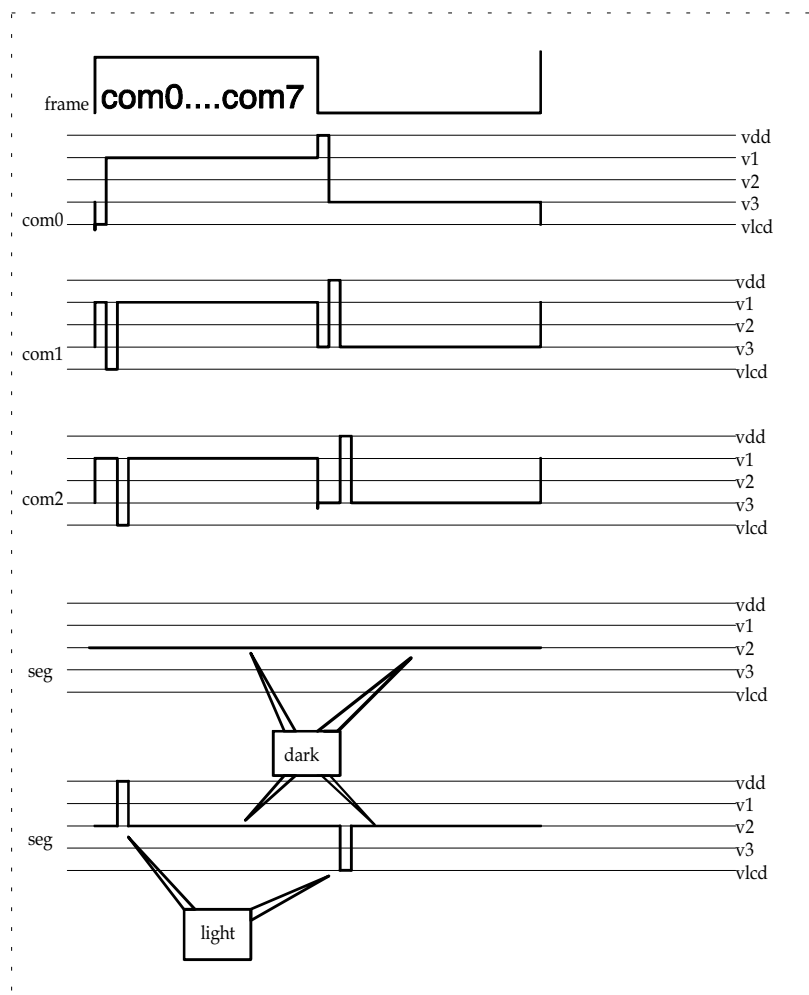 frame com0....com7
vdd
v1
v2
v3
com0
vlcd
vdd
v1
v2
v3
com1
vlcd
vdd
v1
v2
v3
com2
vlcd
vdd
v1
v2
v3
seg
vlcd
dark
vdd
v1
v2
v3
seg
vlcd
light